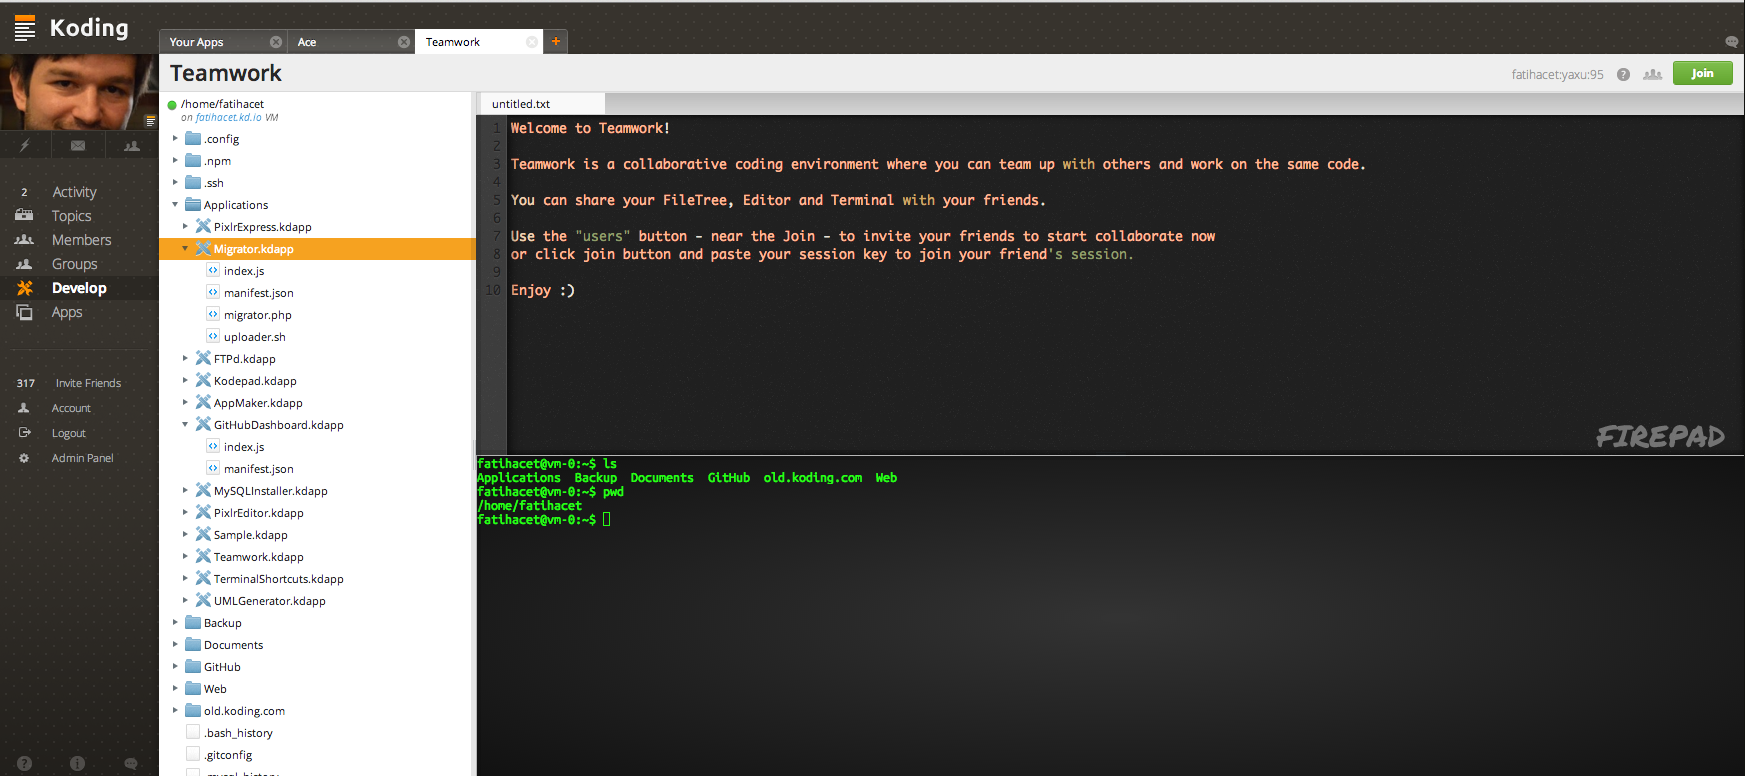 Koding
Your Apps
Ace
Teamwork
+
Teamwork
fatihacet:yaxu:95
?
Join
2 Activity
Topics
Members
Groups
Develop
Apps
317 Invite Friends
Account
Logout
Admin Panel
/home/fatihacet
on fatihacet.kd.io VM
.config
.npm
.ssh
Applications
PixlrExpress.kdapp
Migrator.kdapp
index.js
manifest.json
migrator.php
uploader.sh
FTPd.kdapp
Kodepad.kdapp
AppMaker.kdapp
GitHubDashboard.kdapp
index.js
manifest.json
MySQLInstaller.kdapp
PixlrEditor.kdapp
Sample.kdapp
Teamwork.kdapp
TerminalShortcuts.kdapp
UMLGenerator.kdapp
Backup
Documents
GitHub
Web
old.koding.com
.bash_history
.gitconfig
untitled.txt
1 Welcome to Teamwork!
2
3 Teamwork is a collaborative coding environment where you can team up with others and work on the same code.
4
5 You can share your FileTree, Editor and Terminal with your friends.
6
7 Use the "users" button - near the Join - to invite your friends to start collaborate now
8 or click join button and paste your session key to join your friend's session.
9
10 Enjoy :)
FIREPAD
fatihacet@vm-0:~$ ls
Applications Backup Documents GitHub old.koding.com Web
fatihacet@vm-0:~$ pwd
/home/fatihacet
fatihacet@vm-0:~$